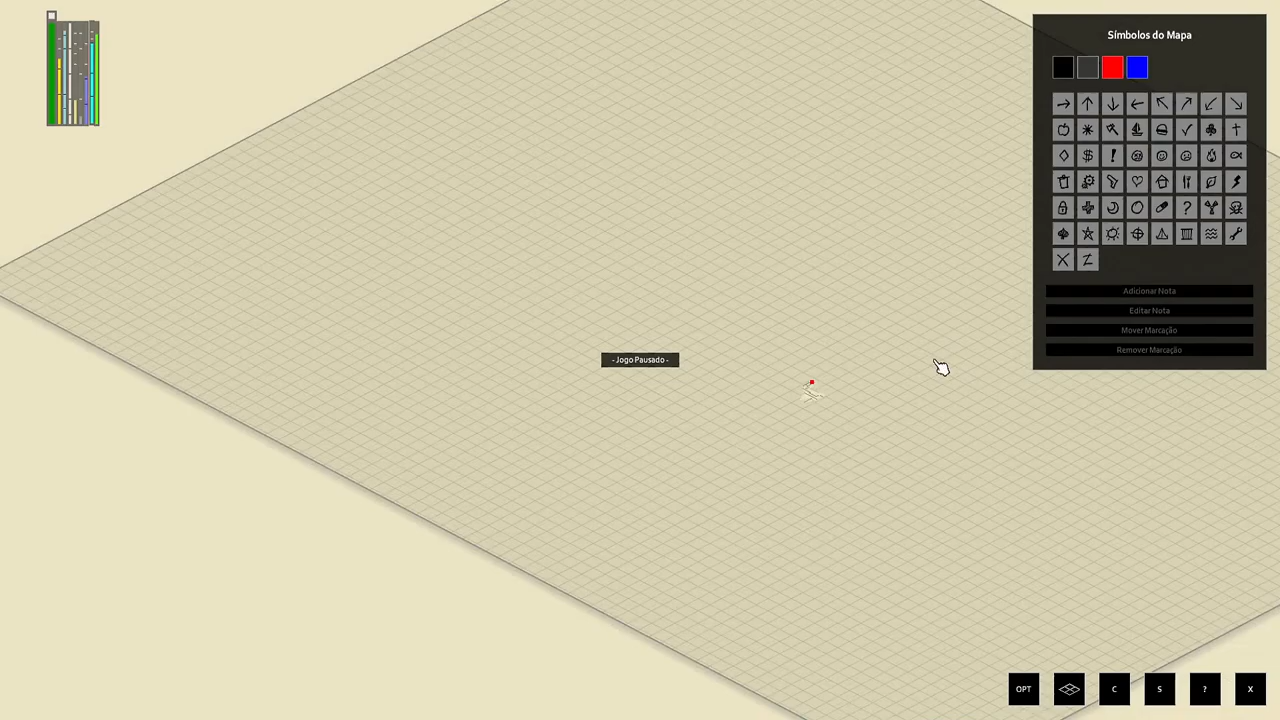 Símbolos do Mapa
Adicionar Nota
Editar Nota
Mover Marcação
Remover Marcação
- Jogo Pausado -
OPT
C
S
?
X